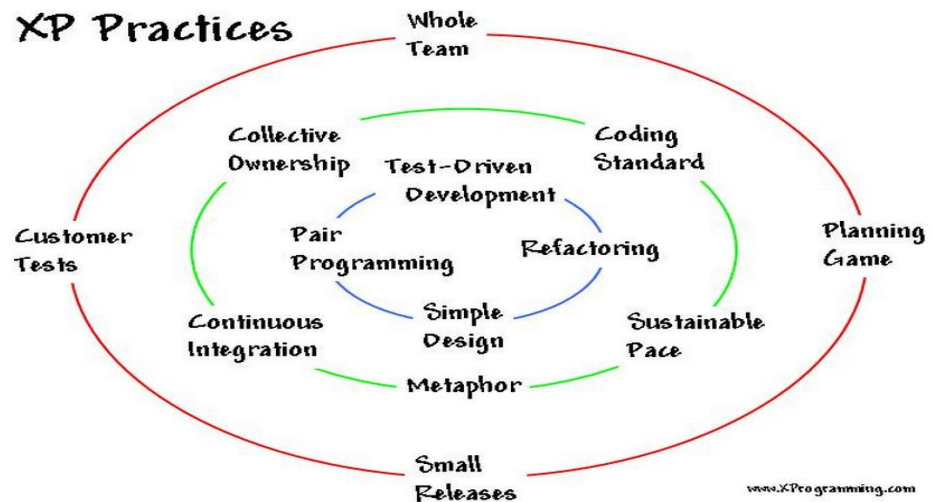 XP Practices
Whole
Team
Collective
Ownership
Coding
Standard
Test-Driven
Development
Customer
Tests
Pair
Programming
Refactoring
Planning
Game
Continuous
Integration
Simple
Design
Sustainable
Pace
Metaphor
Small
Releases
www.XProgramming.com